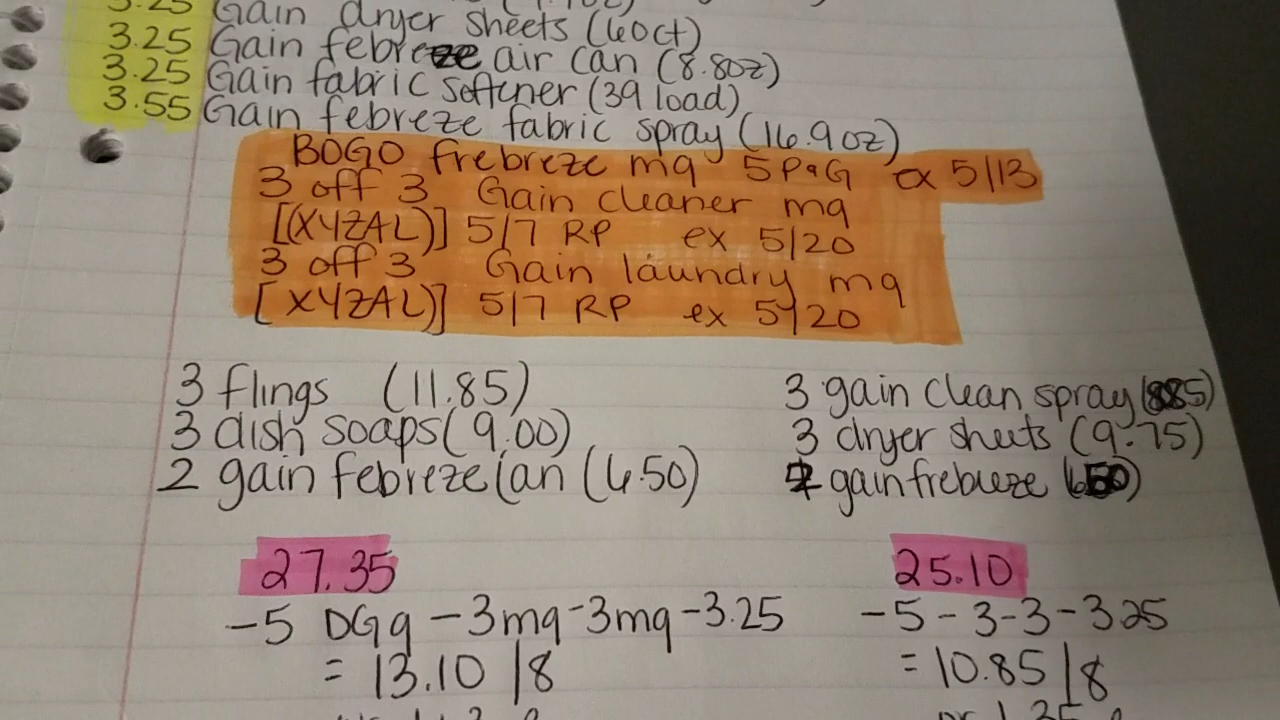 3.25 Gain dryer sheets (60ct)
3.25 Gain febreze air can (8.8oz)
3.25 Gain fabric softener (39 load)
3.55 Gain febreze fabric spray (16.9oz)
BOGO frebreze mq 5P&G ex 5/13
3 off 3 Gain cleaner mq
[(XYZAL)] 5/7 RP ex 5/20
3 off 3 Gain laundry mq
[XYZAL)] 5/7 RP ex 5/20
3 flings (11.85)
3 dish soaps (9.00)
2 gain febreze can (6.50)
3 gain clean spray (8.85)
3 dryer sheets (9.75)
2 gain frebreze (6.50)
27.35
-5 DGq -3mq -3mq -3.25
= 13.10 /8
25.10
-5 -3 -3 -3.25
= 10.85 /8